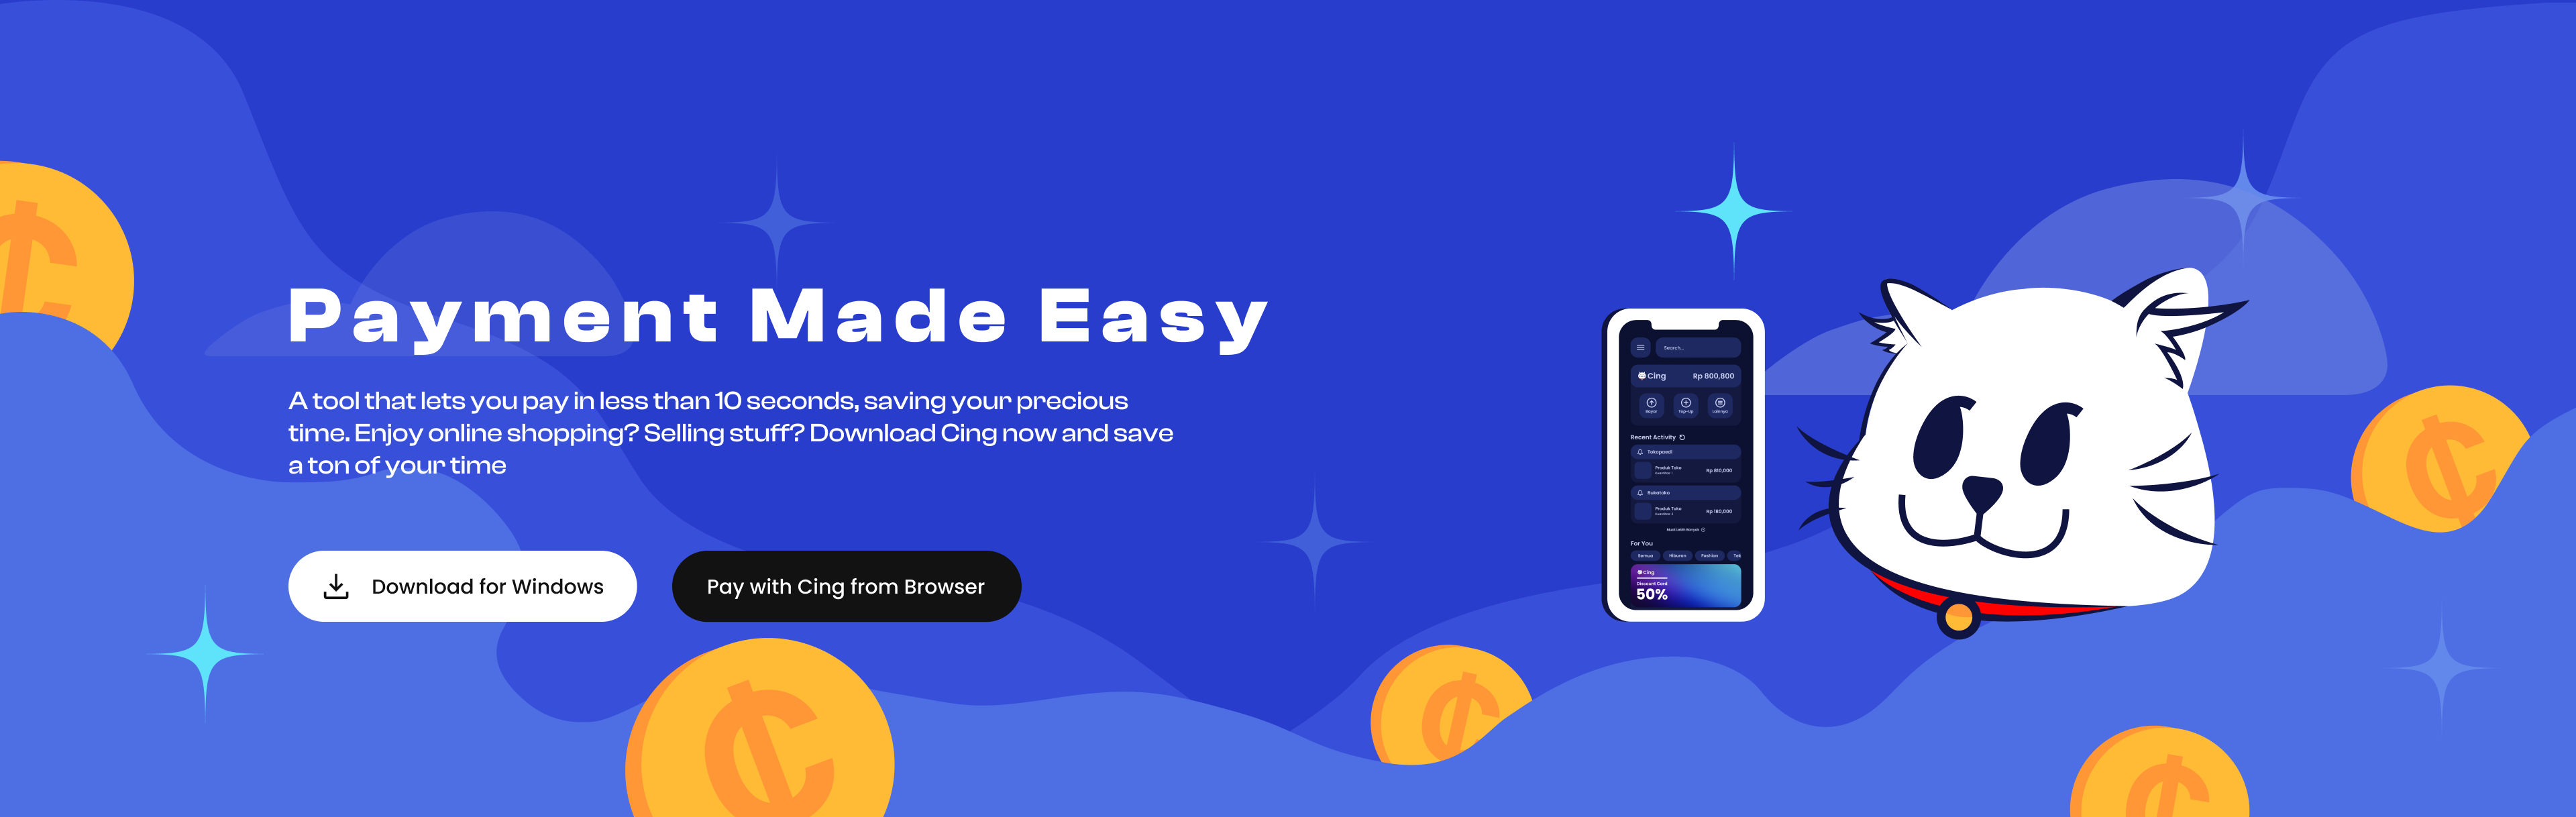 Payment Made Easy
A tool that lets you pay in less than 10 seconds, saving your precious
time. Enjoy online shopping? Selling stuff? Download Cing now and save
a ton of your time
Download for Windows
Pay with Cing from Browser
Search...
Cing Rp 800,800
Bayar Top-Up Lainnya
Recent Activity
Tokopaedi
Produk Toko Rp 810,000
Bukatoko
Produk Toko Rp 180,000
For You
Semua Hiburan Fashion
Cing
Discount Card
50%